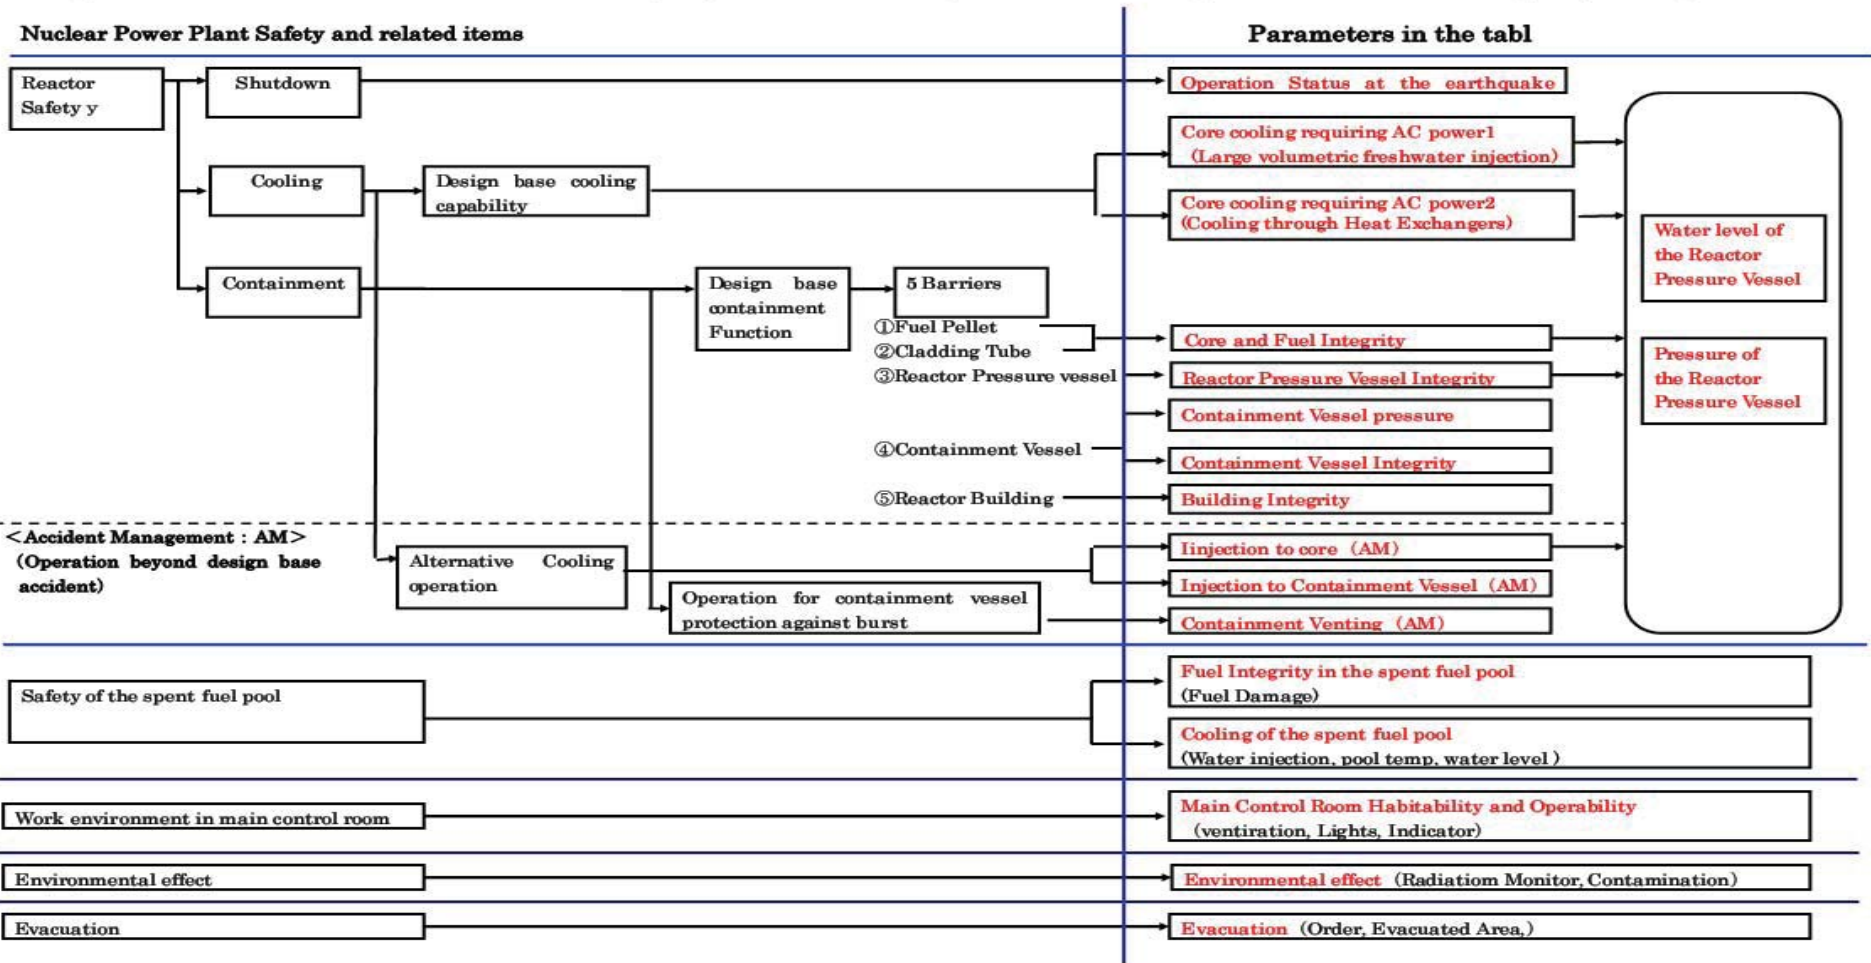 Nuclear Power Plant Safety and related items
Parameters in the tabl
Reactor
Safety y
Shutdown
Operation Status at the earthquake
Core cooling requiring AC power1
(Large volumetric freshwater injection)
Cooling
Design base cooling
capability
Core cooling requiring AC power2
(Cooling through Heat Exchangers)
Water level of
the Reactor
Pressure Vessel
Containment
Design base
containment
Function
5 Barriers
①Fuel Pellet
②Cladding Tube
Core and Fuel Integrity
Pressure of
the Reactor
Pressure Vessel
③Reactor Pressure vessel
Reactor Pressure Vessel Integrity
Containment Vessel pressure
④Containment Vessel
Containment Vessel Integrity
⑤Reactor Building
Building Integrity
<Accident Management : AM>
(Operation beyond design base
accident)
Alternative Cooling
operation
Iinjection to core (AM)
Injection to Containment Vessel (AM)
Operation for containment vessel
protection against burst
Containment Venting (AM)
Safety of the spent fuel pool
Fuel Integrity in the spent fuel pool
(Fuel Damage)
Cooling of the spent fuel pool
(Water injection, pool temp, water level )
Work environment in main control room
Main Control Room Habitability and Operability
(ventiration, Lights, Indicator)
Environmental effect
Environmental effect (Radiatiom Monitor, Contamination)
Evacuation
Evacuation (Order, Evacuated Area,)